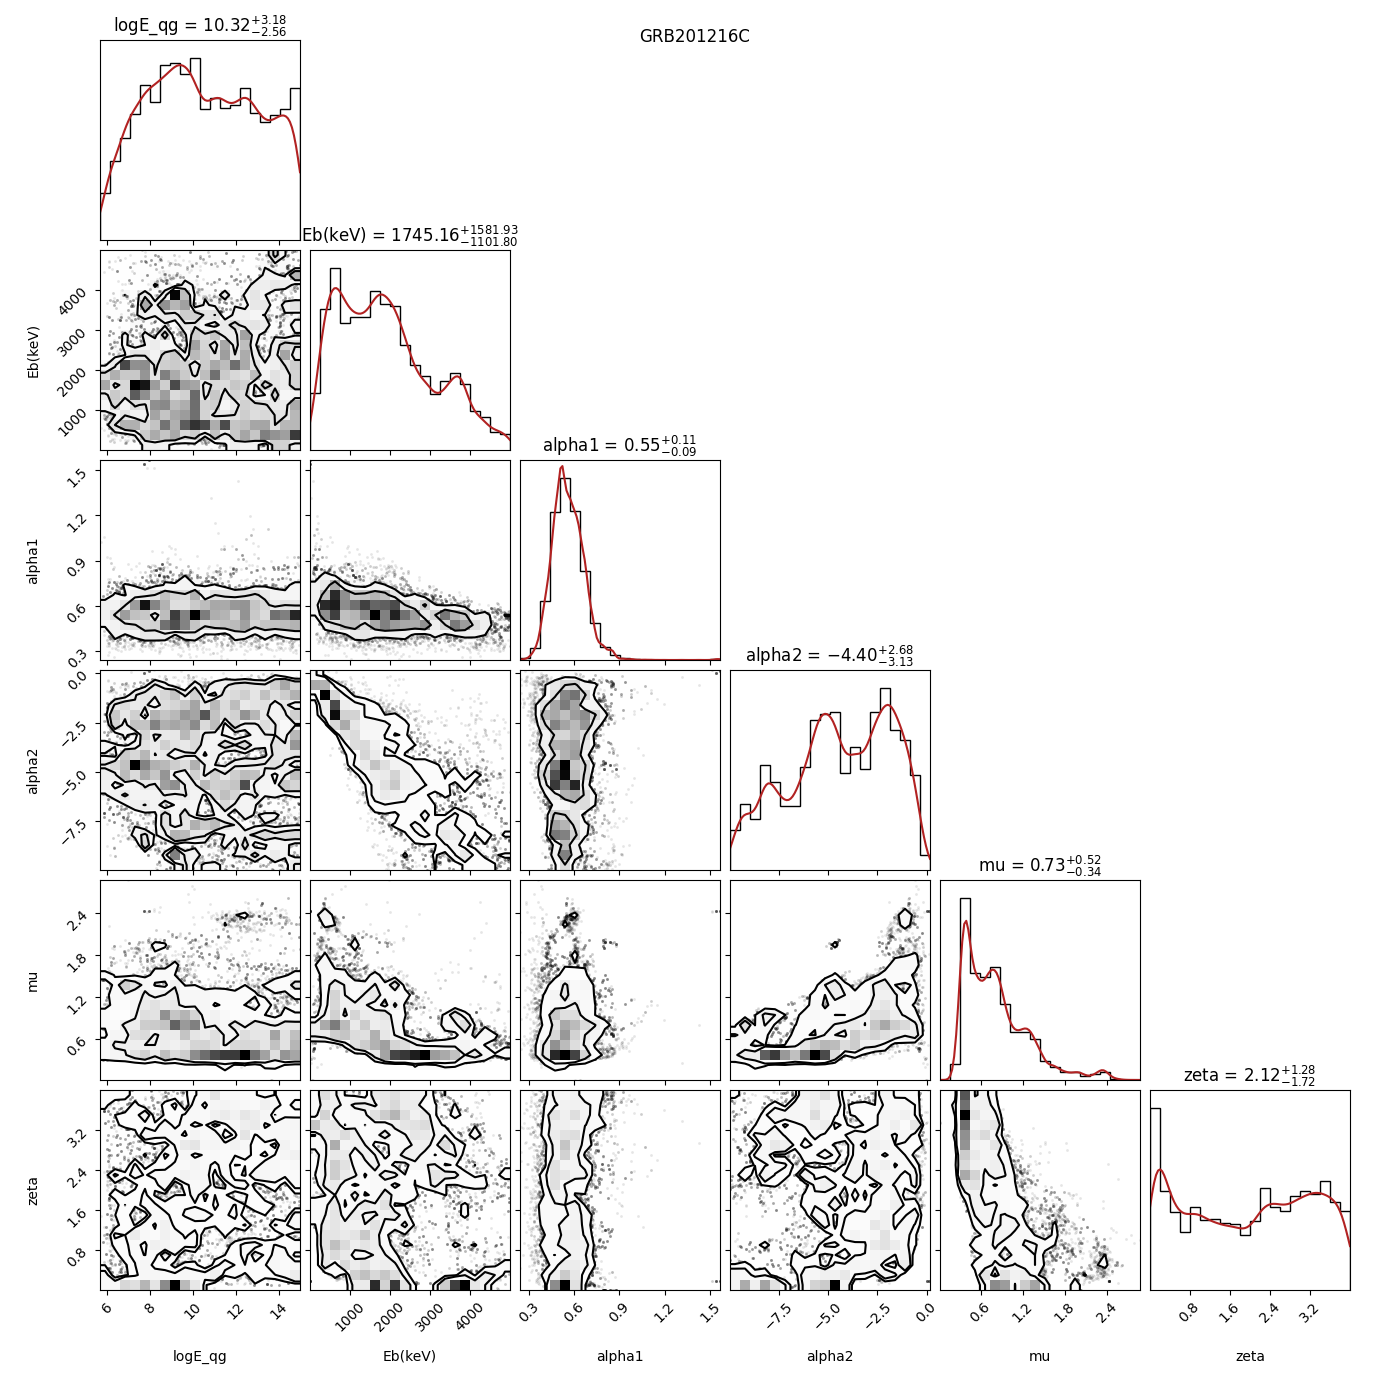 GRB201216C
logE_qg = 10.32^{+3.18}_{−2.56}
Eb(keV) = 1745.16^{+1581.93}_{−1101.80}
Eb(keV)
4000
3000
2000
1000
alpha1 = 0.55^{+0.11}_{−0.09}
alpha1
1.5
1.2
0.9
0.6
0.3
alpha2 = −4.40^{+2.68}_{−3.13}
alpha2
0.0
−2.5
−5.0
−7.5
mu = 0.73^{+0.52}_{−0.34}
mu
2.4
1.8
1.2
0.6
zeta = 2.12^{+1.28}_{−1.72}
zeta
3.2
2.4
1.6
0.8
6 8 10 12 14
1000 2000 3000 4000
0.3 0.6 0.9 1.2 1.5
−7.5 −5.0 −2.5 0.0
0.6 1.2 1.8 2.4
0.8 1.6 2.4 3.2
logE_qg Eb(keV) alpha1 alpha2 mu zeta